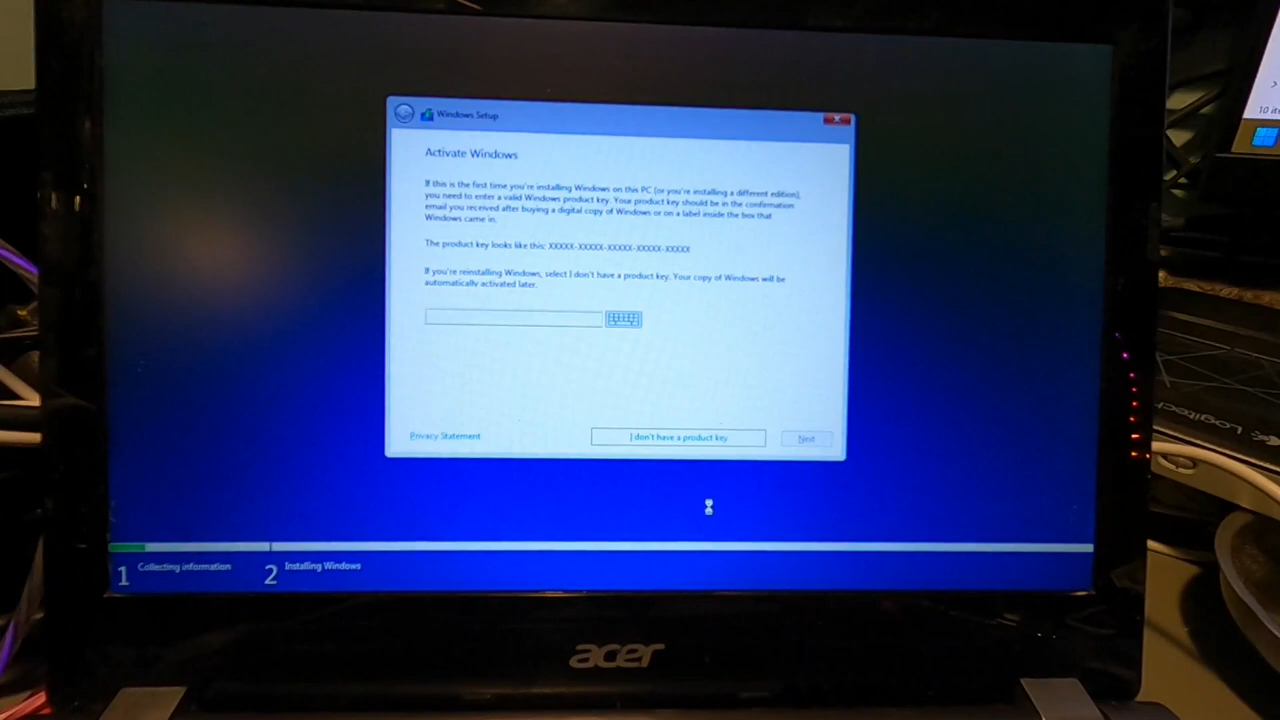 Windows Setup
Activate Windows
If this is the first time you're installing Windows on this PC (or you're installing a different edition),
you need to enter a valid Windows product key. Your product key should be in the confirmation
email you received after buying a digital copy of Windows or on a label inside the box that
Windows came in.
The product key looks like this: XXXXX-XXXXX-XXXXX-XXXXX-XXXXX
If you're reinstalling Windows, select I don't have a product key. Your copy of Windows will be
automatically activated later.
Privacy Statement
I don't have a product key
Next
1 Collecting information
2 Installing Windows
acer
Logitech
10 it